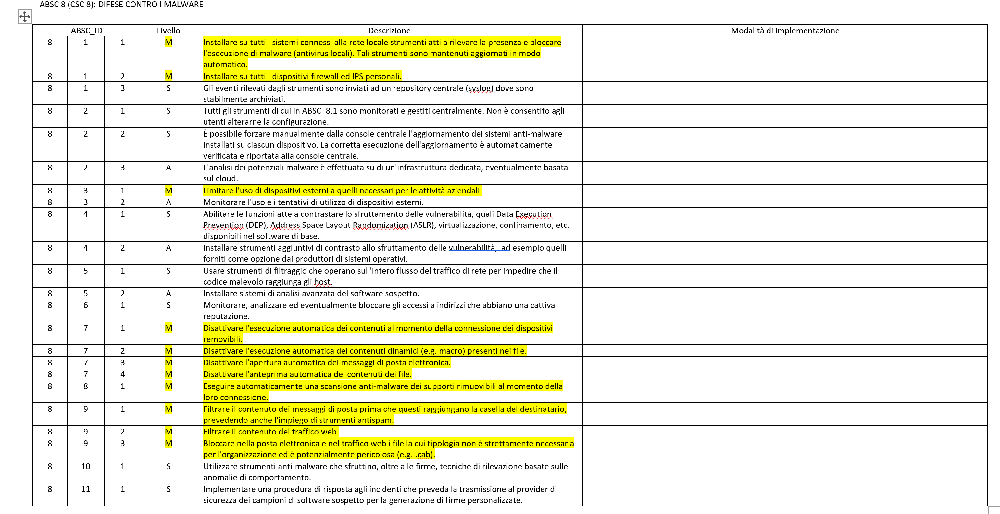 ABSC 8 (CSC 8): DIFESE CONTRO I MALWARE
ABSC_ID Livello Descrizione Modalità di implementazione
8 1 1 M Installare su tutti i sistemi connessi alla rete locale strumenti atti a rilevare la presenza e bloccare
l'esecuzione di malware (antivirus locali). Tali strumenti sono mantenuti aggiornati in modo
automatico.
8 1 2 M Installare su tutti i dispositivi firewall ed IPS personali.
8 1 3 S Gli eventi rilevati dagli strumenti sono inviati ad un repository centrale (syslog) dove sono
stabilmente archiviati.
8 2 1 S Tutti gli strumenti di cui in ABSC_8.1 sono monitorati e gestiti centralmente. Non è consentito agli
utenti alterarne la configurazione.
8 2 2 S È possibile forzare manualmente dalla console centrale l'aggiornamento dei sistemi anti-malware
installati su ciascun dispositivo. La corretta esecuzione dell'aggiornamento è automaticamente
verificata e riportata alla console centrale.
8 2 3 A L'analisi dei potenziali malware è effettuata su di un'infrastruttura dedicata, eventualmente basata
sul cloud.
8 3 1 M Limitare l'uso di dispositivi esterni a quelli necessari per le attività aziendali.
8 3 2 A Monitorare l'uso e i tentativi di utilizzo di dispositivi esterni.
8 4 1 S Abilitare le funzioni atte a contrastare lo sfruttamento delle vulnerabilità, quali Data Execution
Prevention (DEP), Address Space Layout Randomization (ASLR), virtualizzazione, confinamento, etc.
disponibili nel software di base.
8 4 2 A Installare strumenti aggiuntivi di contrasto allo sfruttamento delle vulnerabilità, ad esempio quelli
forniti come opzione dai produttori di sistemi operativi.
8 5 1 S Usare strumenti di filtraggio che operano sull'intero flusso del traffico di rete per impedire che il
codice malevolo raggiunga gli host.
8 5 2 A Installare sistemi di analisi avanzata del software sospetto.
8 6 1 S Monitorare, analizzare ed eventualmente bloccare gli accessi a indirizzi che abbiano una cattiva
reputazione.
8 7 1 M Disattivare l'esecuzione automatica dei contenuti al momento della connessione dei dispositivi
removibili.
8 7 2 M Disattivare l'esecuzione automatica dei contenuti dinamici (e.g. macro) presenti nei file.
8 7 3 M Disattivare l'apertura automatica dei messaggi di posta elettronica.
8 7 4 M Disattivare l'anteprima automatica dei contenuti dei file.
8 8 1 M Eseguire automaticamente una scansione anti-malware dei supporti rimuovibili al momento della
loro connessione.
8 9 1 M Filtrare il contenuto dei messaggi di posta prima che questi raggiungano la casella del destinatario,
prevedendo anche l'impiego di strumenti antispam.
8 9 2 M Filtrare il contenuto del traffico web.
8 9 3 M Bloccare nella posta elettronica e nel traffico web i file la cui tipologia non è strettamente necessaria
per l'organizzazione ed è potenzialmente pericolosa (e.g. .cab).
8 10 1 S Utilizzare strumenti anti-malware che sfruttino, oltre alle firme, tecniche di rilevazione basate sulle
anomalie di comportamento.
8 11 1 S Implementare una procedura di risposta agli incidenti che preveda la trasmissione al provider di
sicurezza dei campioni di software sospetto per la generazione di firme personalizzate.